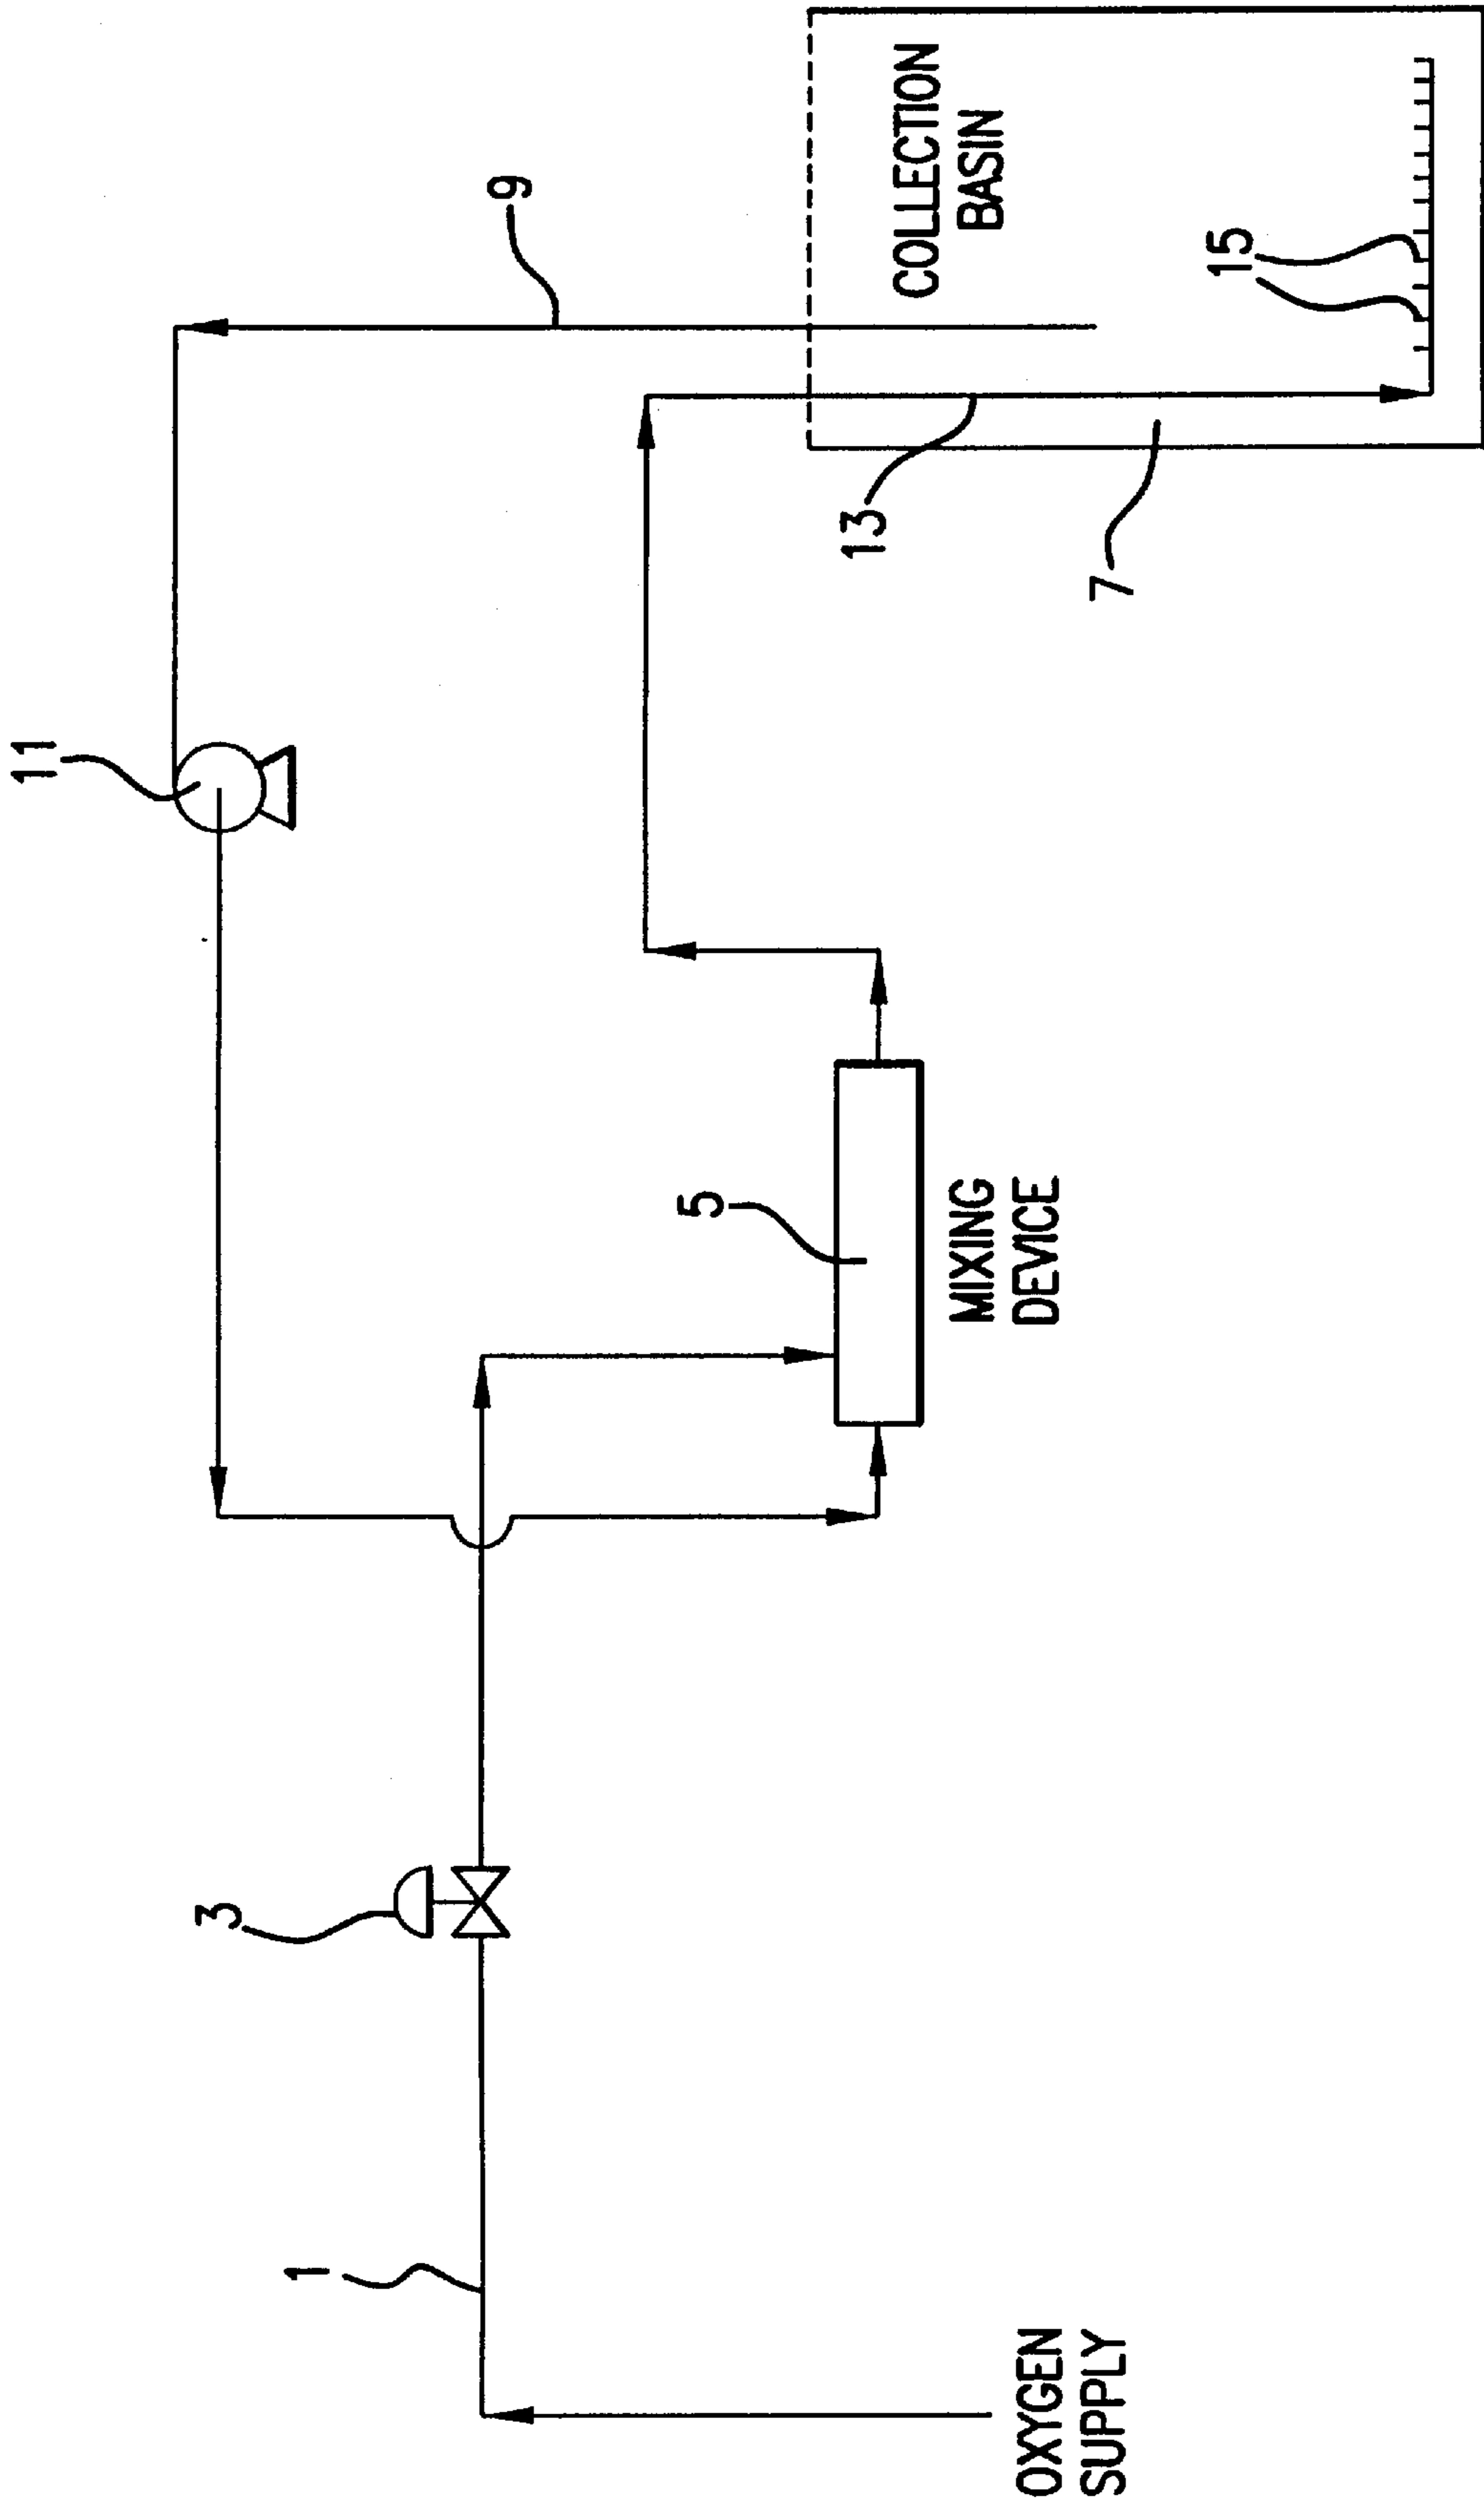 11
9
3
1
5
13
7
COLLECTION
BASIN
15
MIXING
DEVICE
OXYGEN
SUPPLY